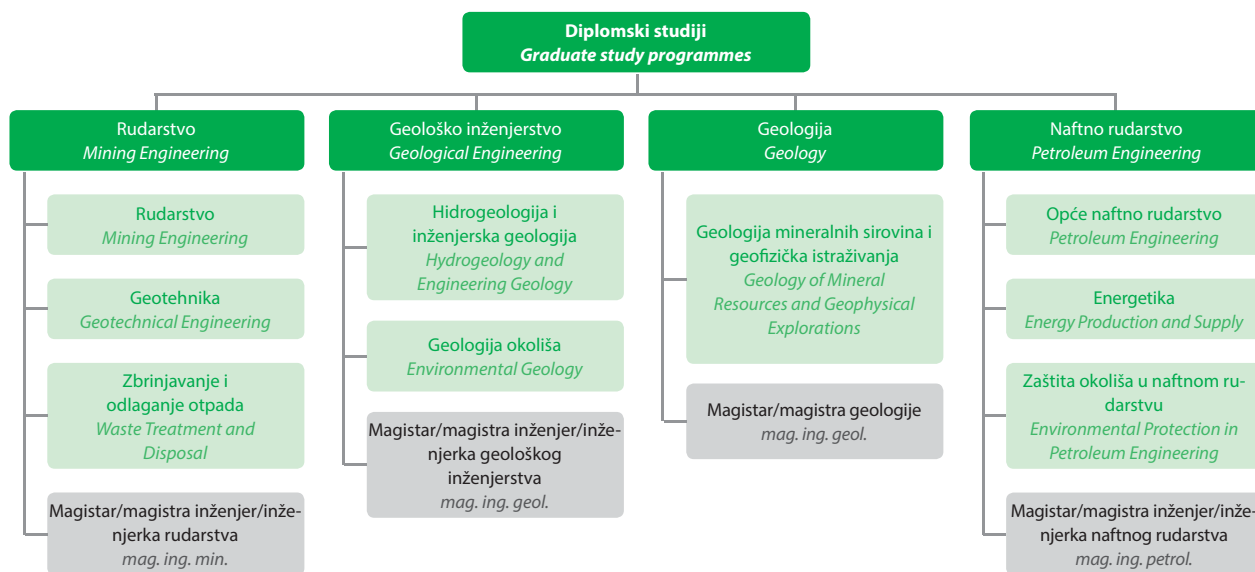 Diplomski studiji
Graduate study programmes
Rudarstvo
Mining Engineering
Rudarstvo
Mining Engineering
Geotehnika
Geotechnical Engineering
Zbrinjavanje i
odlaganje otpada
Waste Treatment and
Disposal
Magistar/magistra inženjer/inže-
njerka rudarstva
mag. ing. min.
Geološko inženjerstvo
Geological Engineering
Hidrogeologija i
inženjerska geologija
Hydrogeology and
Engineering Geology
Geologija okoliša
Environmental Geology
Magistar/magistra inženjer/inže-
njerka geološkog
inženjerstva
mag. ing. geol.
Geologija
Geology
Geologija mineralnih sirovina i
geofizička istraživanja
Geology of Mineral
Resources and Geophysical
Explorations
Magistar/magistra geologije
mag. ing. geol.
Naftno rudarstvo
Petroleum Engineering
Opće naftno rudarstvo
Petroleum Engineering
Energetika
Energy Production and Supply
Zaštita okoliša u naftnom ru-
darstvu
Environmental Protection in
Petroleum Engineering
Magistar/magistra inženjer/inže-
njerka naftnog rudarstva
mag. ing. petrol.